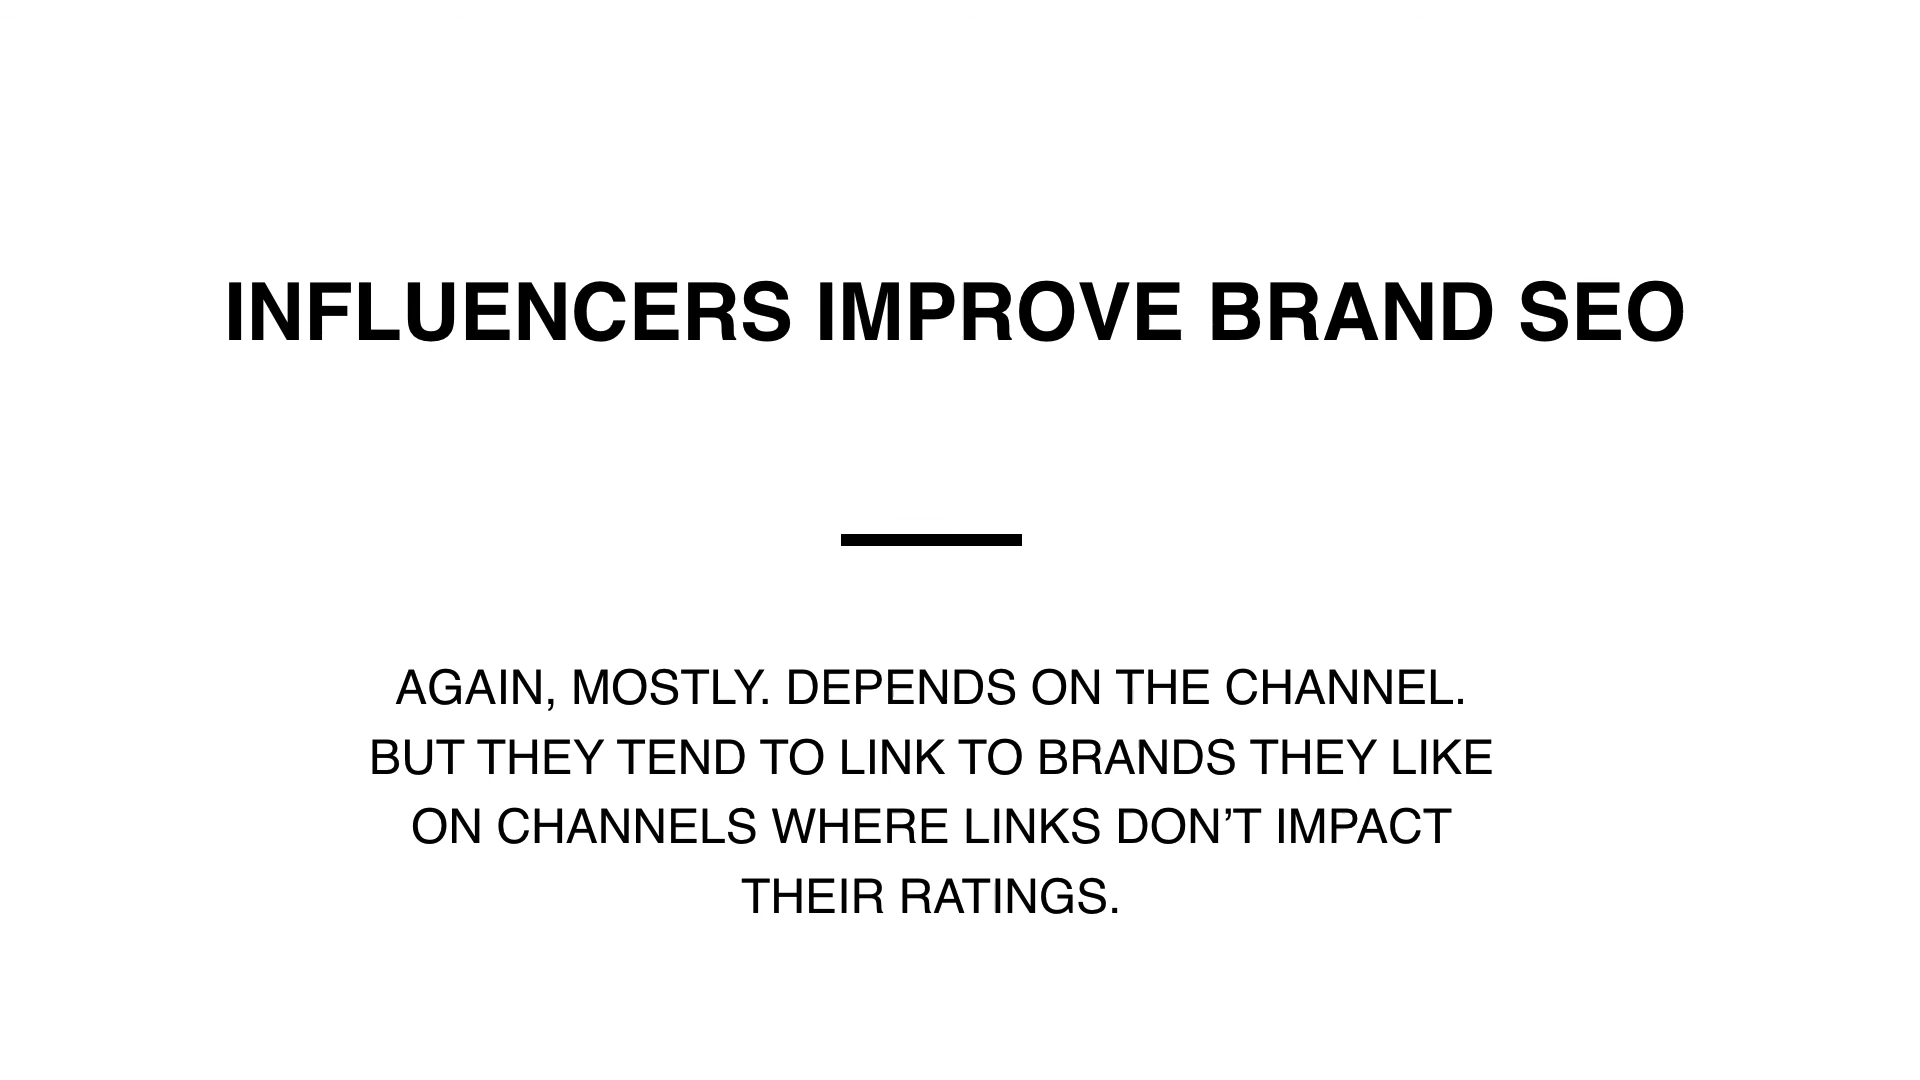 INFLUENCERS IMPROVE BRAND SEO
AGAIN, MOSTLY. DEPENDS ON THE CHANNEL.
BUT THEY TEND TO LINK TO BRANDS THEY LIKE
ON CHANNELS WHERE LINKS DON’T IMPACT
THEIR RATINGS.